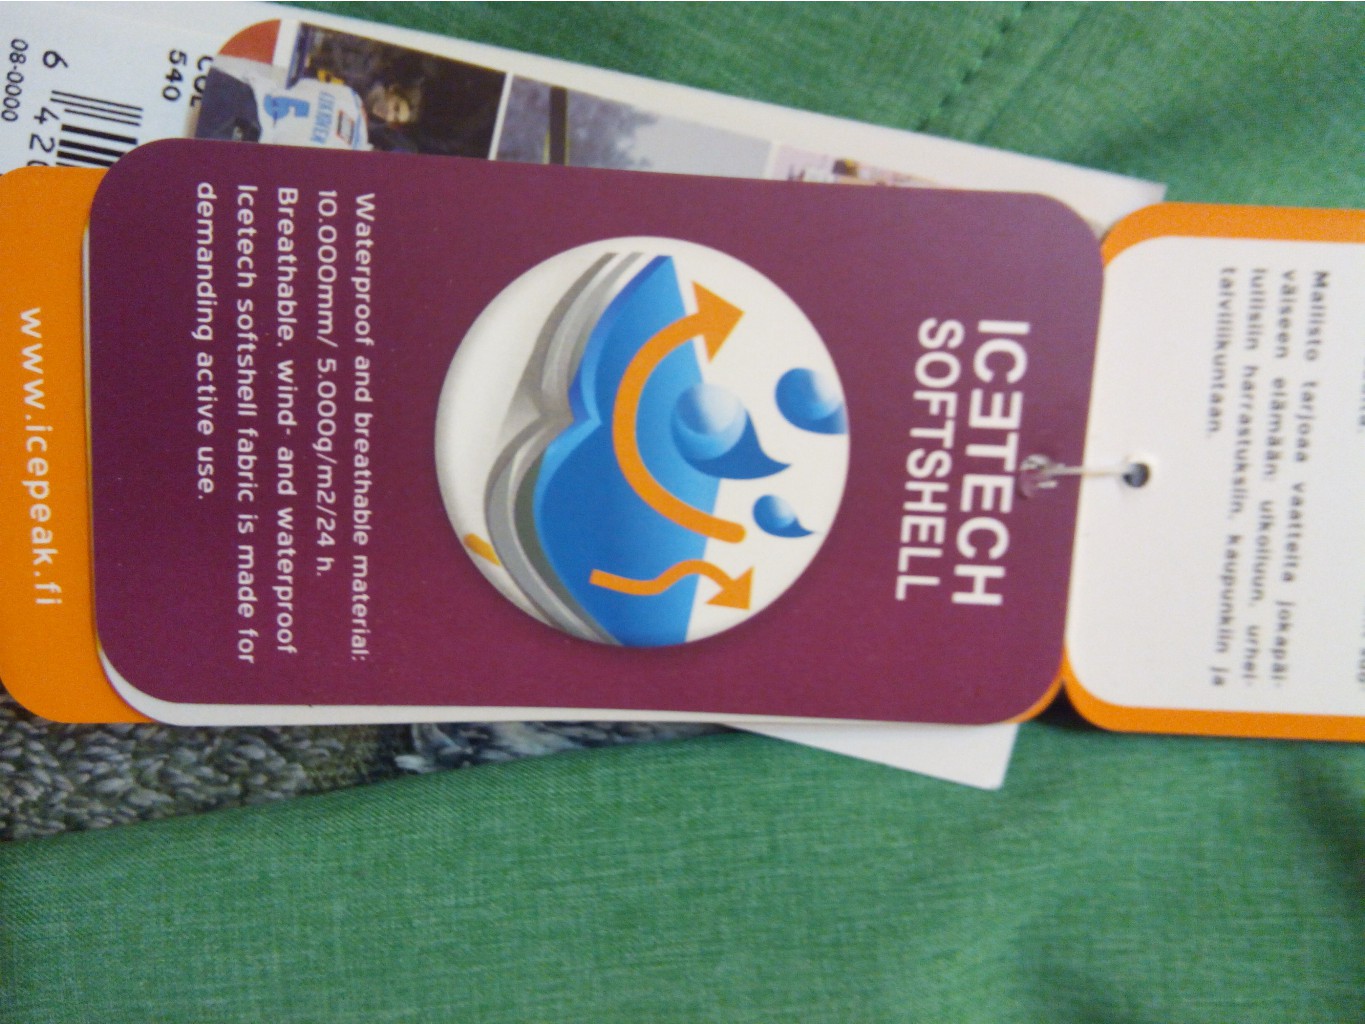 ICETECH
SOFTSHELL
Waterproof and breathable material:
10.000mm/ 5.000g/m2/24 h.
Breathable, wind- and waterproof
Icetech softshell fabric is made for
demanding active use.
www.icepeak.fi
Mallisto tarjoaa vaatteita jokapäi-
väiseen elämään: ulkoiluun, urhei-
lullisiin harrastuksiin, kaupunkiin ja
talviliikuntaan.
540
6 420
08-0000